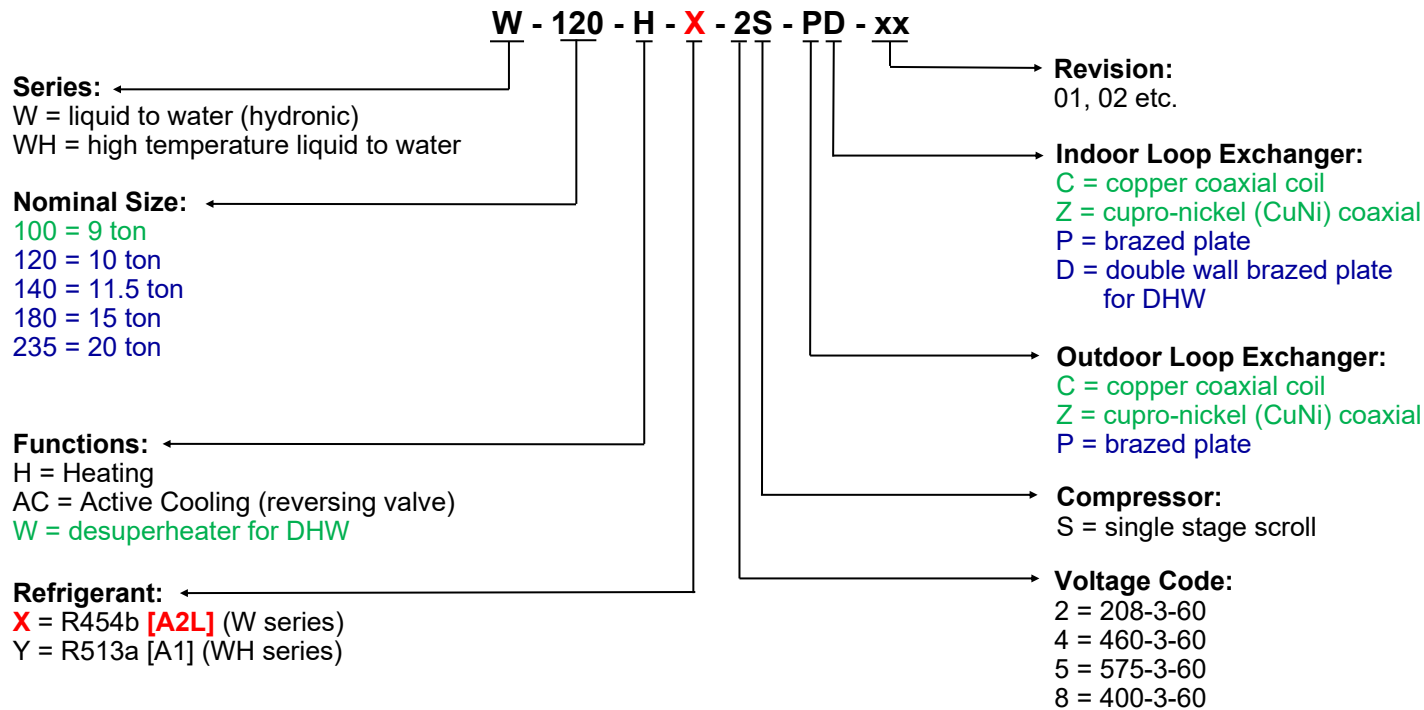 W - 120 - H - X - 2S - PD - xx
Series:
W = liquid to water (hydronic)
WH = high temperature liquid to water
Nominal Size:
100 = 9 ton
120 = 10 ton
140 = 11.5 ton
180 = 15 ton
235 = 20 ton
Functions:
H = Heating
AC = Active Cooling (reversing valve)
W = desuperheater for DHW
Refrigerant:
X = R454b [A2L] (W series)
Y = R513a [A1] (WH series)
Revision:
01, 02 etc.
Indoor Loop Exchanger:
C = copper coaxial coil
Z = cupro-nickel (CuNi) coaxial
P = brazed plate
D = double wall brazed plate
for DHW
Outdoor Loop Exchanger:
C = copper coaxial coil
Z = cupro-nickel (CuNi) coaxial
P = brazed plate
Compressor:
S = single stage scroll
Voltage Code:
2 = 208-3-60
4 = 460-3-60
5 = 575-3-60
8 = 400-3-60